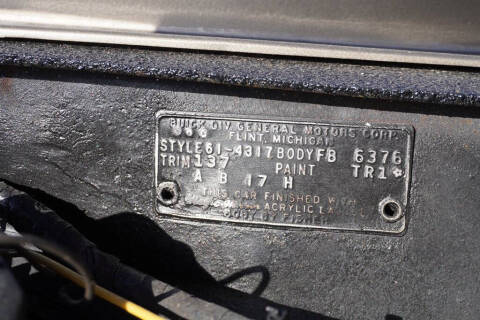 BUICK DIV. GENERAL MOTORS CORP.
FLINT, MICHIGAN
STYLE 61-4317 BODY FB 6376
TRIM 137 PAINT TR1
A B 17 H
THIS CAR FINISHED WITH
ACRYLIC
BODY BY FISHER